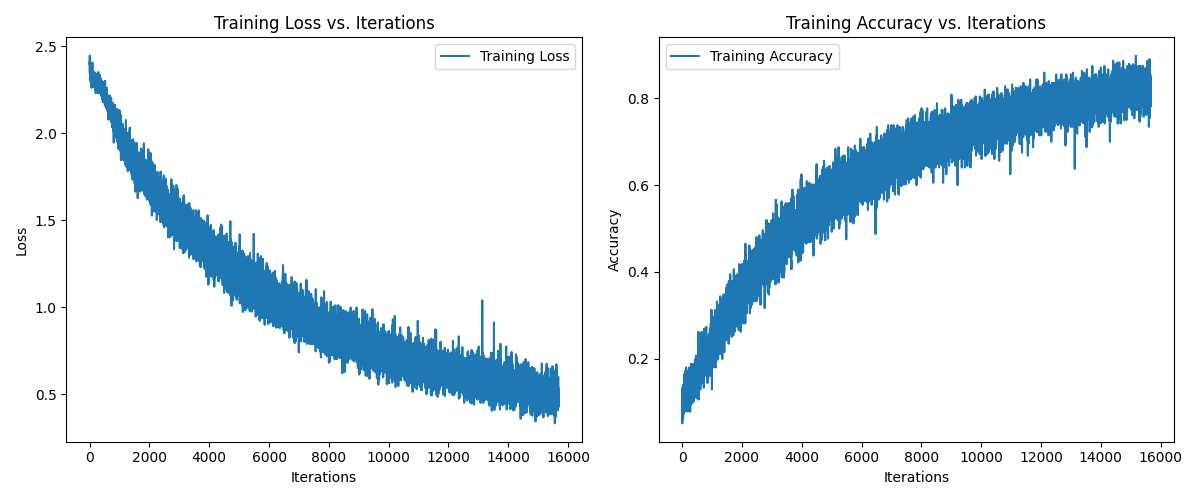 Training Loss vs. Iterations
Training Loss
2.5
2.0
1.5
1.0
0.5
Loss
0 2000 4000 6000 8000 10000 12000 14000 16000
Iterations
Training Accuracy vs. Iterations
Training Accuracy
0.8
0.6
0.4
0.2
Accuracy
0 2000 4000 6000 8000 10000 12000 14000 16000
Iterations